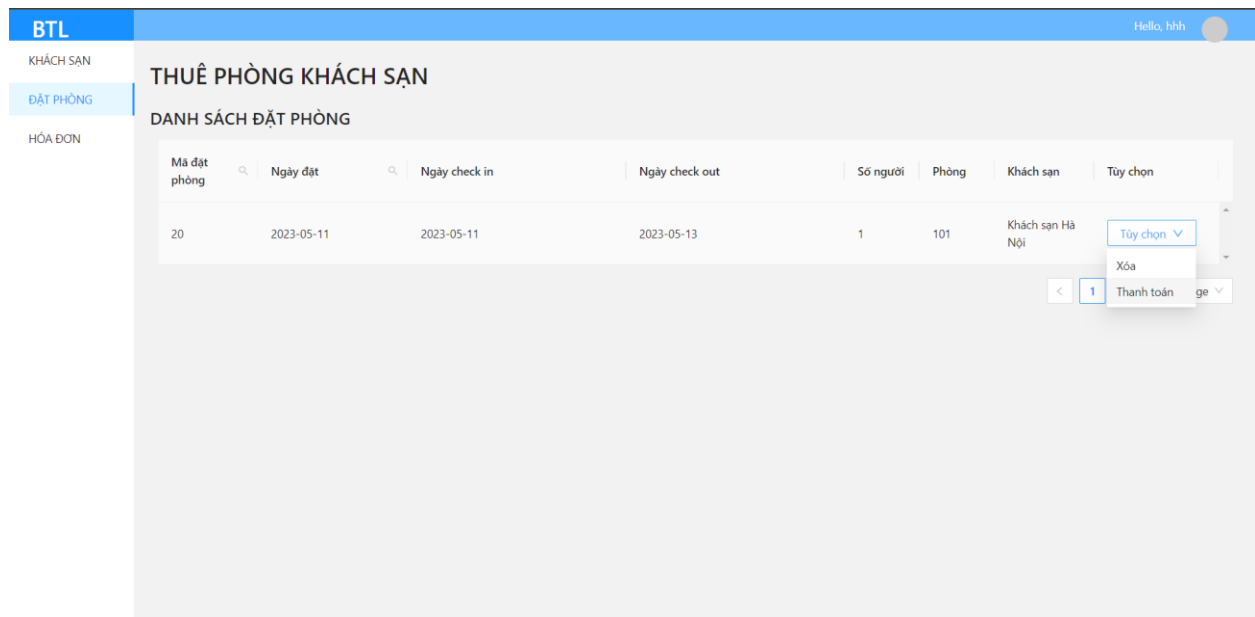 BTL
Hello, hhh
KHÁCH SẠN
ĐẶT PHÒNG
HÓA ĐƠN
THUÊ PHÒNG KHÁCH SẠN
DANH SÁCH ĐẶT PHÒNG
Mã đặt
phòng
Ngày đặt
Ngày check in
Ngày check out
Số người
Phòng
Khách sạn
Tùy chọn
20
2023-05-11
2023-05-11
2023-05-13
1
101
Khách sạn Hà
Nội
Tùy chọn
Xóa
Thanh toán
1
ge